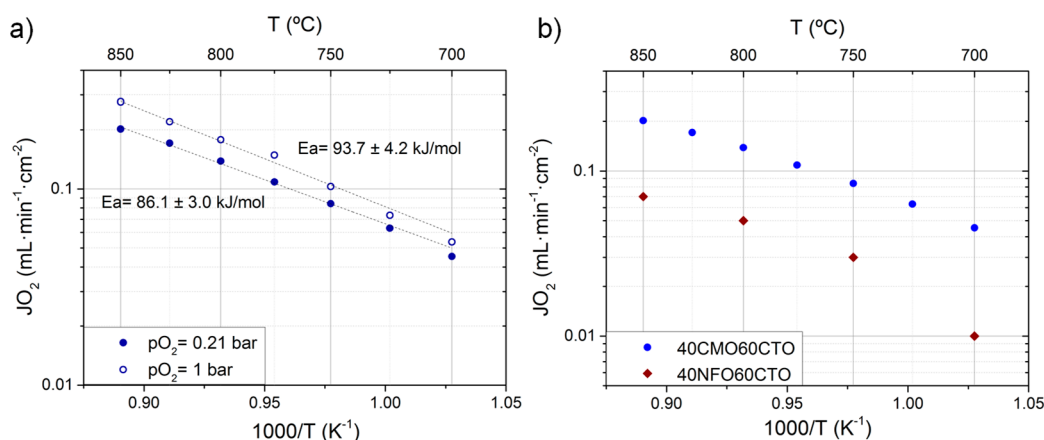 a)
T (ºC)
850 800 750 700
0.1
0.01
JO2 (mL·min-1·cm-2)
Ea= 93.7 ± 4.2 kJ/mol
Ea= 86.1 ± 3.0 kJ/mol
pO2= 0.21 bar
pO2= 1 bar
0.90 0.95 1.00 1.05
1000/T (K-1)
b)
T (ºC)
850 800 750 700
0.1
0.01
JO2 (mL·min-1·cm-2)
40CMO60CTO
40NFO60CTO
0.90 0.95 1.00 1.05
1000/T (K-1)